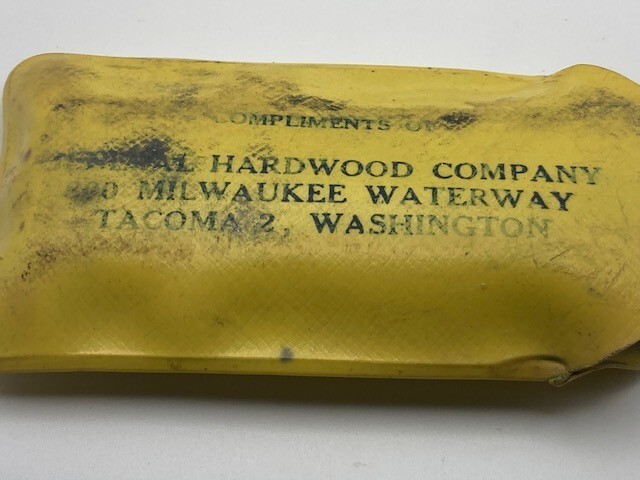 COMPLIMENTS OF
HARDWOOD COMPANY
MILWAUKEE WATERWAY
TACOMA 2, WASHINGTON